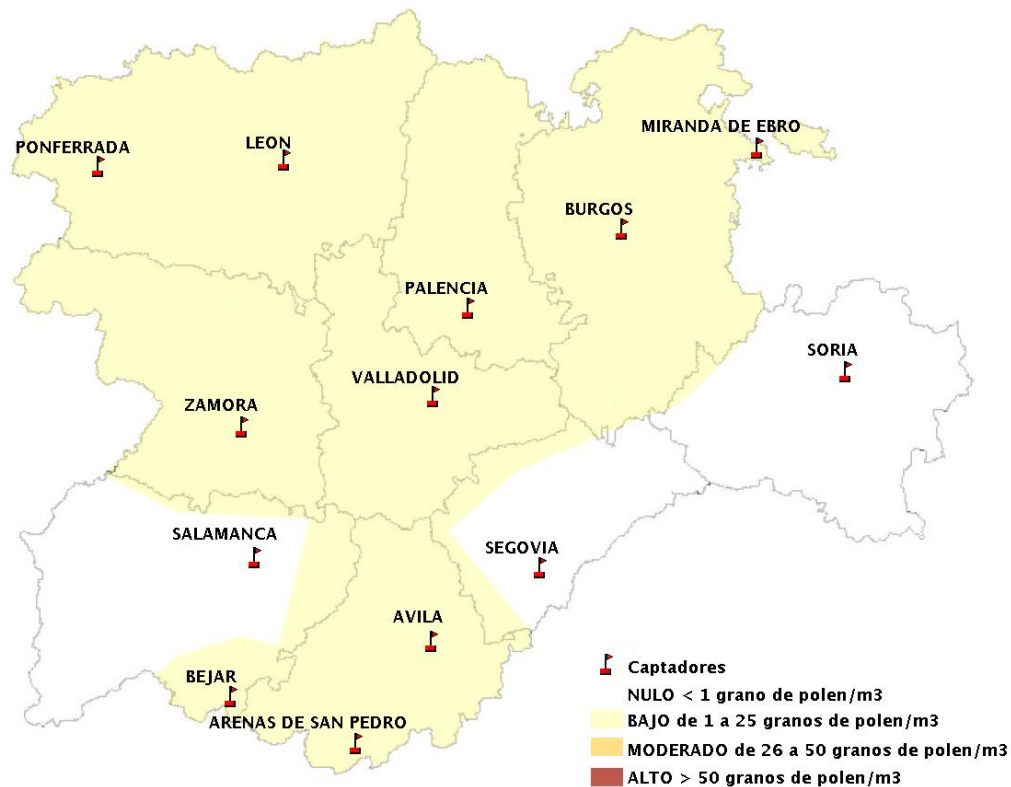 MIRANDA DE EBRO
PONFERRADA
LEON
BURGOS
PALENCIA
SORIA
VALLADOLID
ZAMORA
SALAMANCA
SEGOVIA
AVILA
BEJAR
ARENAS DE SAN PEDRO
Captadores
NULO < 1 grano de polen/m3
BAJO de 1 a 25 granos de polen/m3
MODERADO de 26 a 50 granos de polen/m3
ALTO > 50 granos de polen/m3